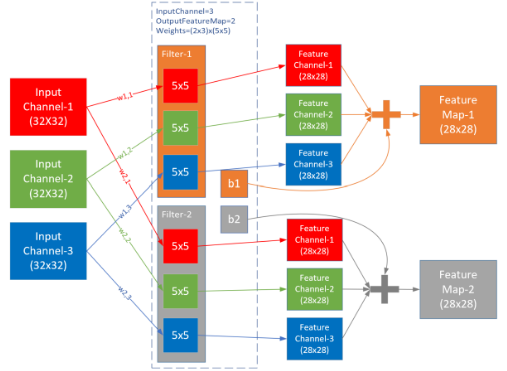 InputChannel=3
OutputFeatureMap=2
Weights=(2x3)x(5x5)
Filter-1
Input
Channel-1
(32X32)
Input
Channel-2
(32X32)
Input
Channel-3
(32x32)
w1,1
w1,2
w2,1
w1,3
w2,2
w2,3
5x5
5x5
5x5
b1
b2
Filter-2
5x5
5x5
5x5
Feature
Channel-1
(28x28)
Feature
Channel-2
(28x28)
Feature
Channel-3
(28x28)
Feature
Channel-1
(28x28)
Feature
Channel-2
(28x28)
Feature
Channel-3
(28x28)
Feature
Map-1
(28x28)
Feature
Map-2
(28x28)